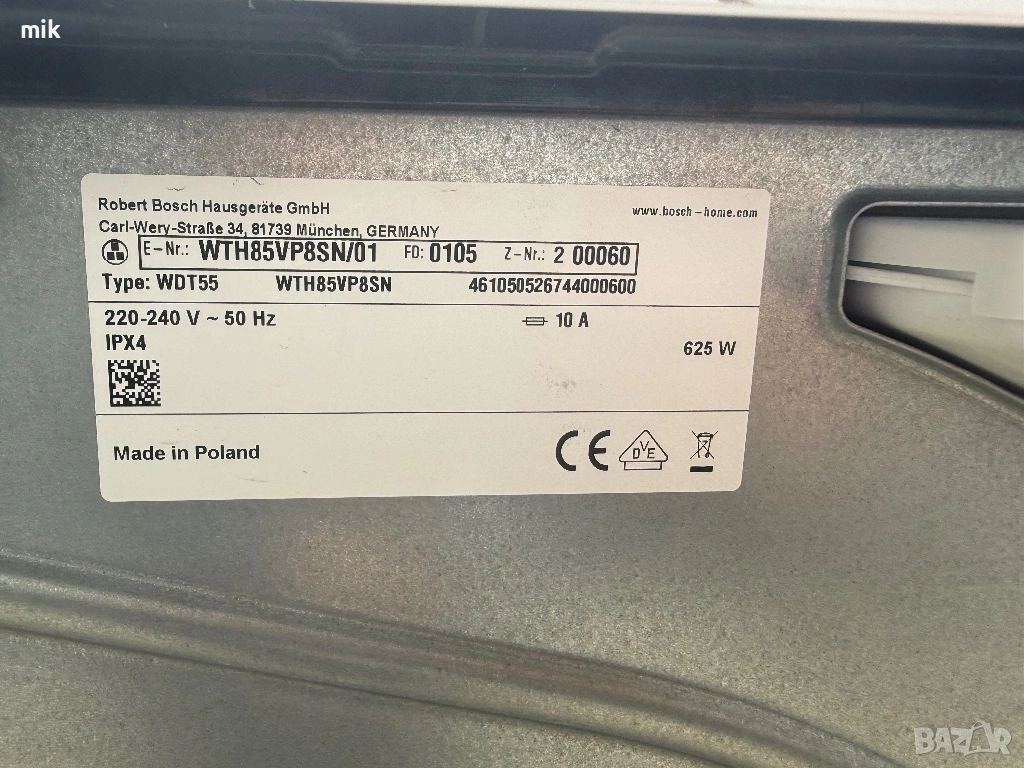 mik
Robert Bosch Hausgeräte GmbH
www.bosch-home.com
Carl-Wery-Straße 34, 81739 München, GERMANY
E-Nr.: WTH85VP8SN/01 FD: 0105 Z-Nr.: 2 00060
Type: WDT55 WTH85VP8SN 461050526744000600
220-240 V ~ 50 Hz 10 A
IPX4
625 W
Made in Poland
CE
DVE
BAZAR